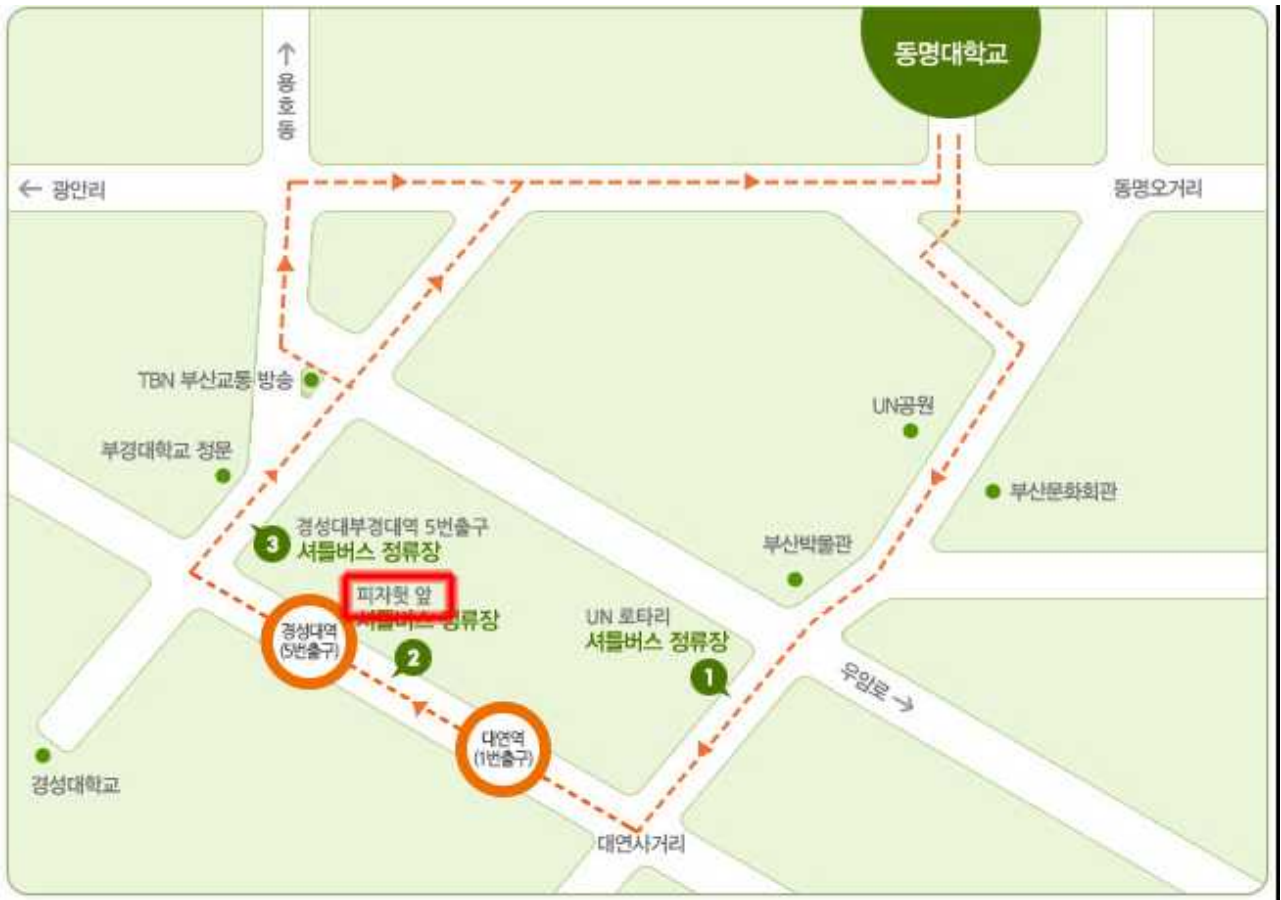 동명대학교
↑용호동
← 광안리
동명오거리
TBN 부산교통 방송
UN공원
부경대학교 정문
부산문화회관
3 경성대부경대역 5번출구
셔틀버스 정류장
부산박물관
피자헛 앞
셔틀버스 정류장
2
경성대역
(5번출구)
UN 로타리
셔틀버스 정류장
1
우암로 →
대연역
(1번출구)
경성대학교
대연사거리